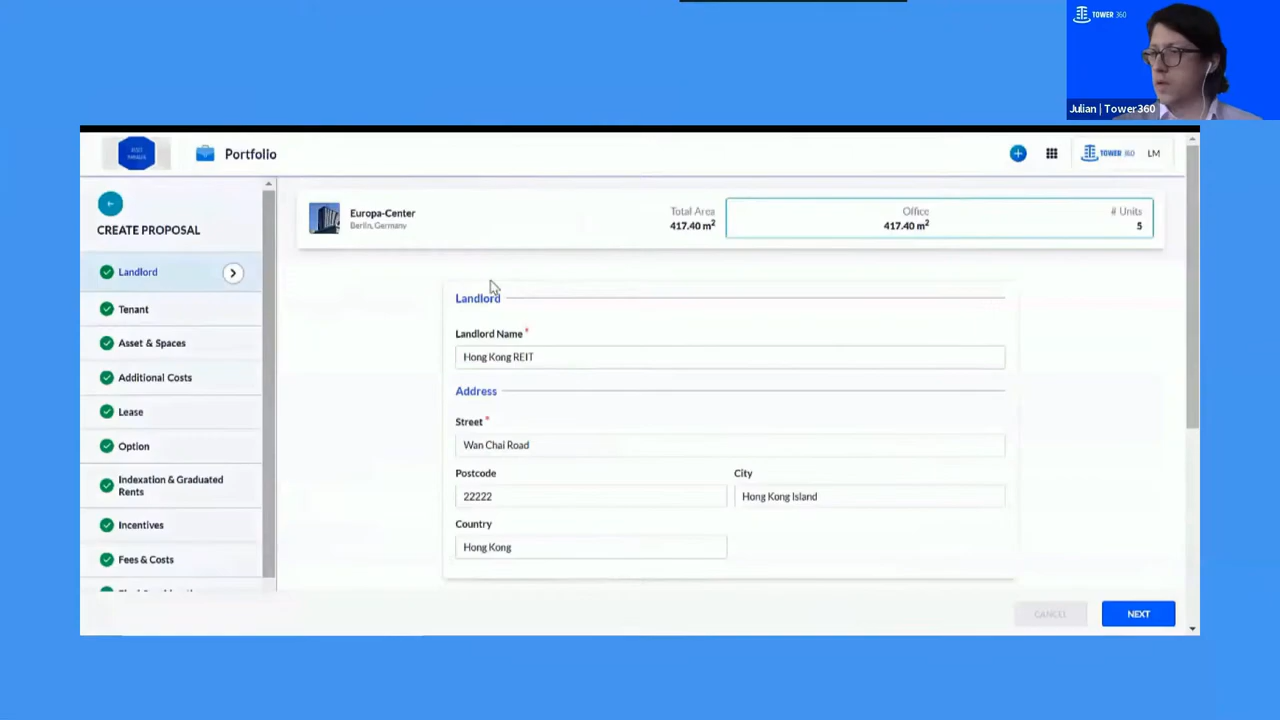 TOWER 360
Julian | Tower360
ASSET
MANAGER
Portfolio
TOWER 360
LM
CREATE PROPOSAL
Landlord
Tenant
Asset & Spaces
Additional Costs
Lease
Option
Indexation & Graduated
Rents
Incentives
Fees & Costs
Europa-Center
Berlin, Germany
Total Area
417.40 m²
Office
417.40 m²
# Units
5
Landlord
Landlord Name *
Hong Kong REIT
Address
Street *
Wan Chai Road
Postcode
City
22222
Hong Kong Island
Country
Hong Kong
CANCEL
NEXT